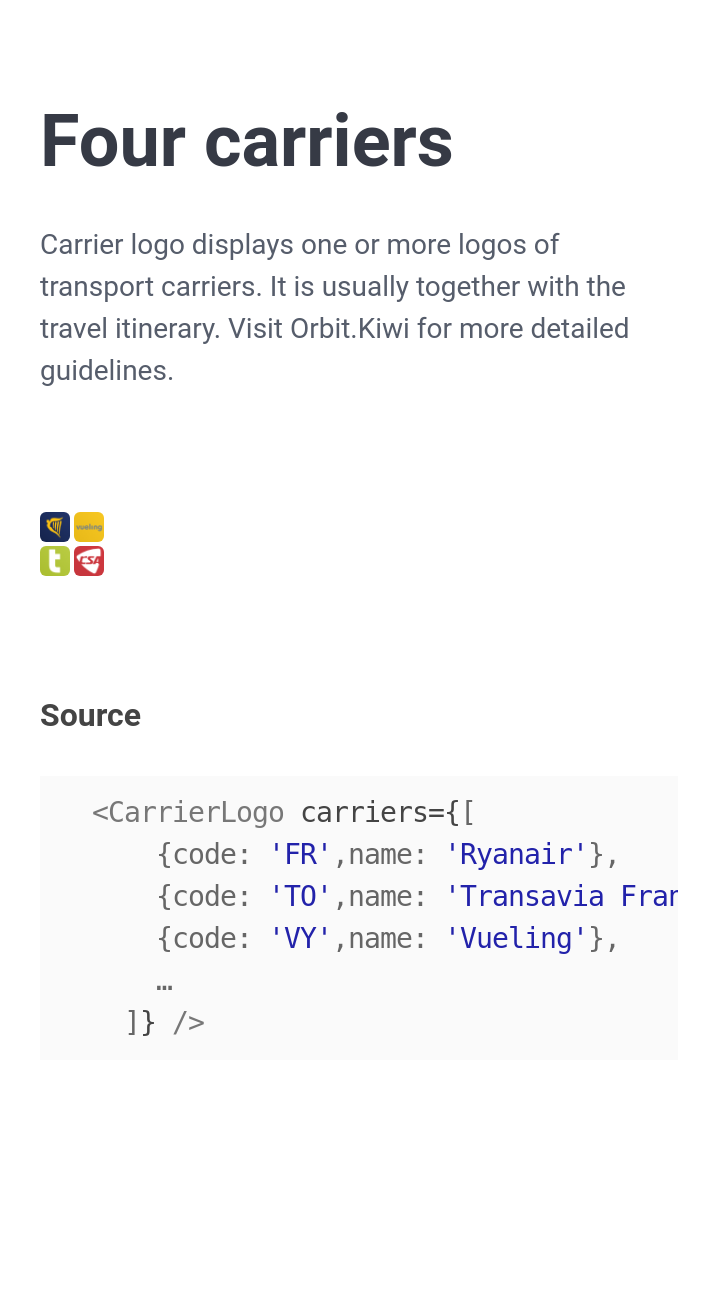 Four carriers
Carrier logo displays one or more logos of
transport carriers. It is usually together with the
travel itinerary. Visit Orbit.Kiwi for more detailed
guidelines.
vueling
t CSA
Source
<CarrierLogo carriers={[
{code: 'FR',name: 'Ryanair'},
{code: 'TO',name: 'Transavia Fran
{code: 'VY',name: 'Vueling'},
…
]} />